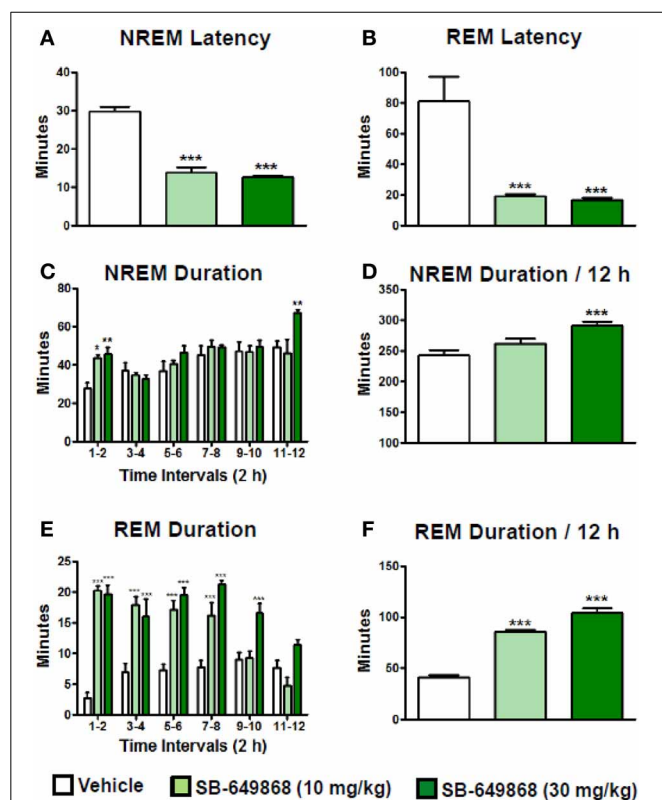 A
NREM Latency
Minutes
40
30
20
10
0
***
***
B
REM Latency
Minutes
100
80
60
40
20
0
***
***
C
NREM Duration
Minutes
80
60
40
20
0
*
**
**
1-2
3-4
5-6
7-8
9-10
11-12
Time Intervals (2 h)
D
NREM Duration / 12 h
Minutes
350
300
250
200
150
100
***
E
REM Duration
Minutes
25
20
15
10
5
0
***
***
***
***
***
***
***
***
***
1-2
3-4
5-6
7-8
9-10
11-12
Time Intervals (2 h)
F
REM Duration / 12 h
Minutes
150
100
50
0
***
***
Vehicle
SB-649868 (10 mg/kg)
SB-649868 (30 mg/kg)